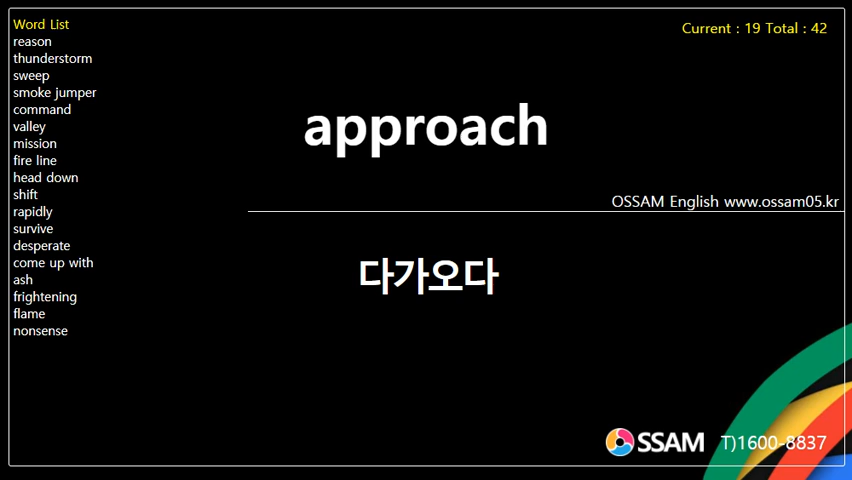 Word List
reason
thunderstorm
sweep
smoke jumper
command
valley
mission
fire line
head down
shift
rapidly
survive
desperate
come up with
ash
frightening
flame
nonsense
Current : 19 Total : 42
approach
OSSAM English www.ossam05.kr
다가오다
OSSAM T)1600-8837